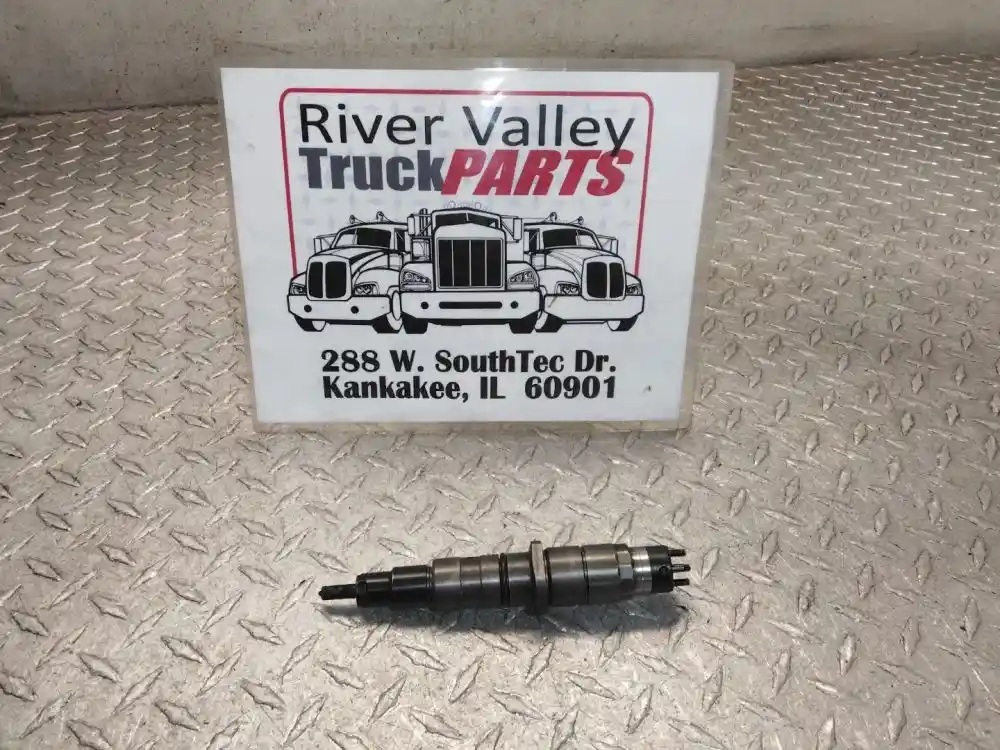 River Valley
TruckPARTS
288 W. SouthTec Dr.
Kankakee, IL 60901